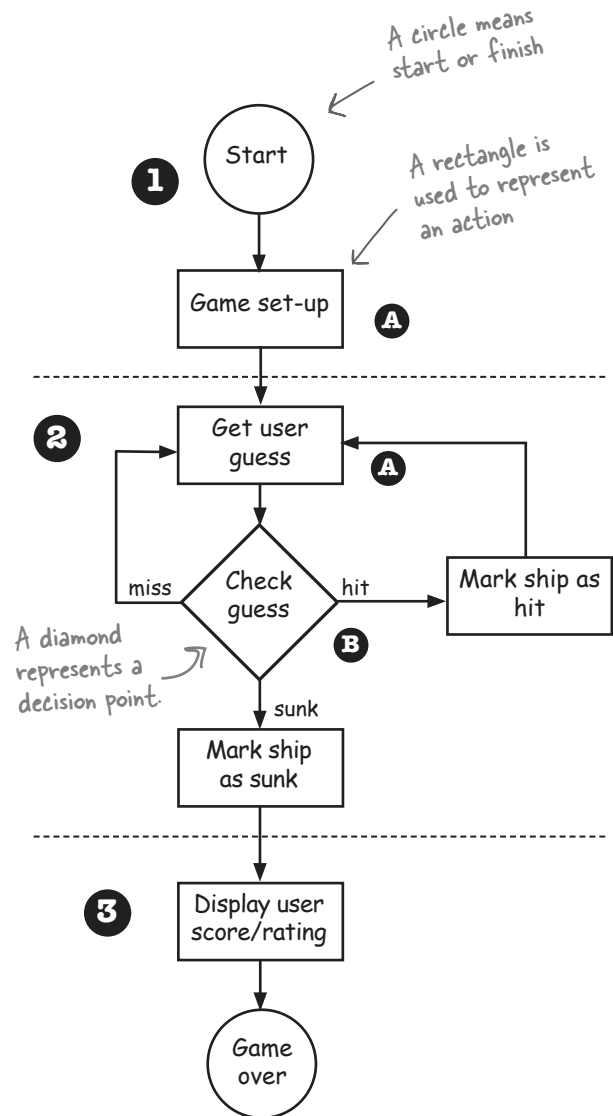 A circle means
start or finish
Start
1
A rectangle is
used to represent
an action
Game set-up
A
2
Get user
guess
A
miss
Check
guess
hit
Mark ship as
hit
B
A diamond
represents a
decision point.
sunk
Mark ship
as sunk
3
Display user
score/rating
Game
over